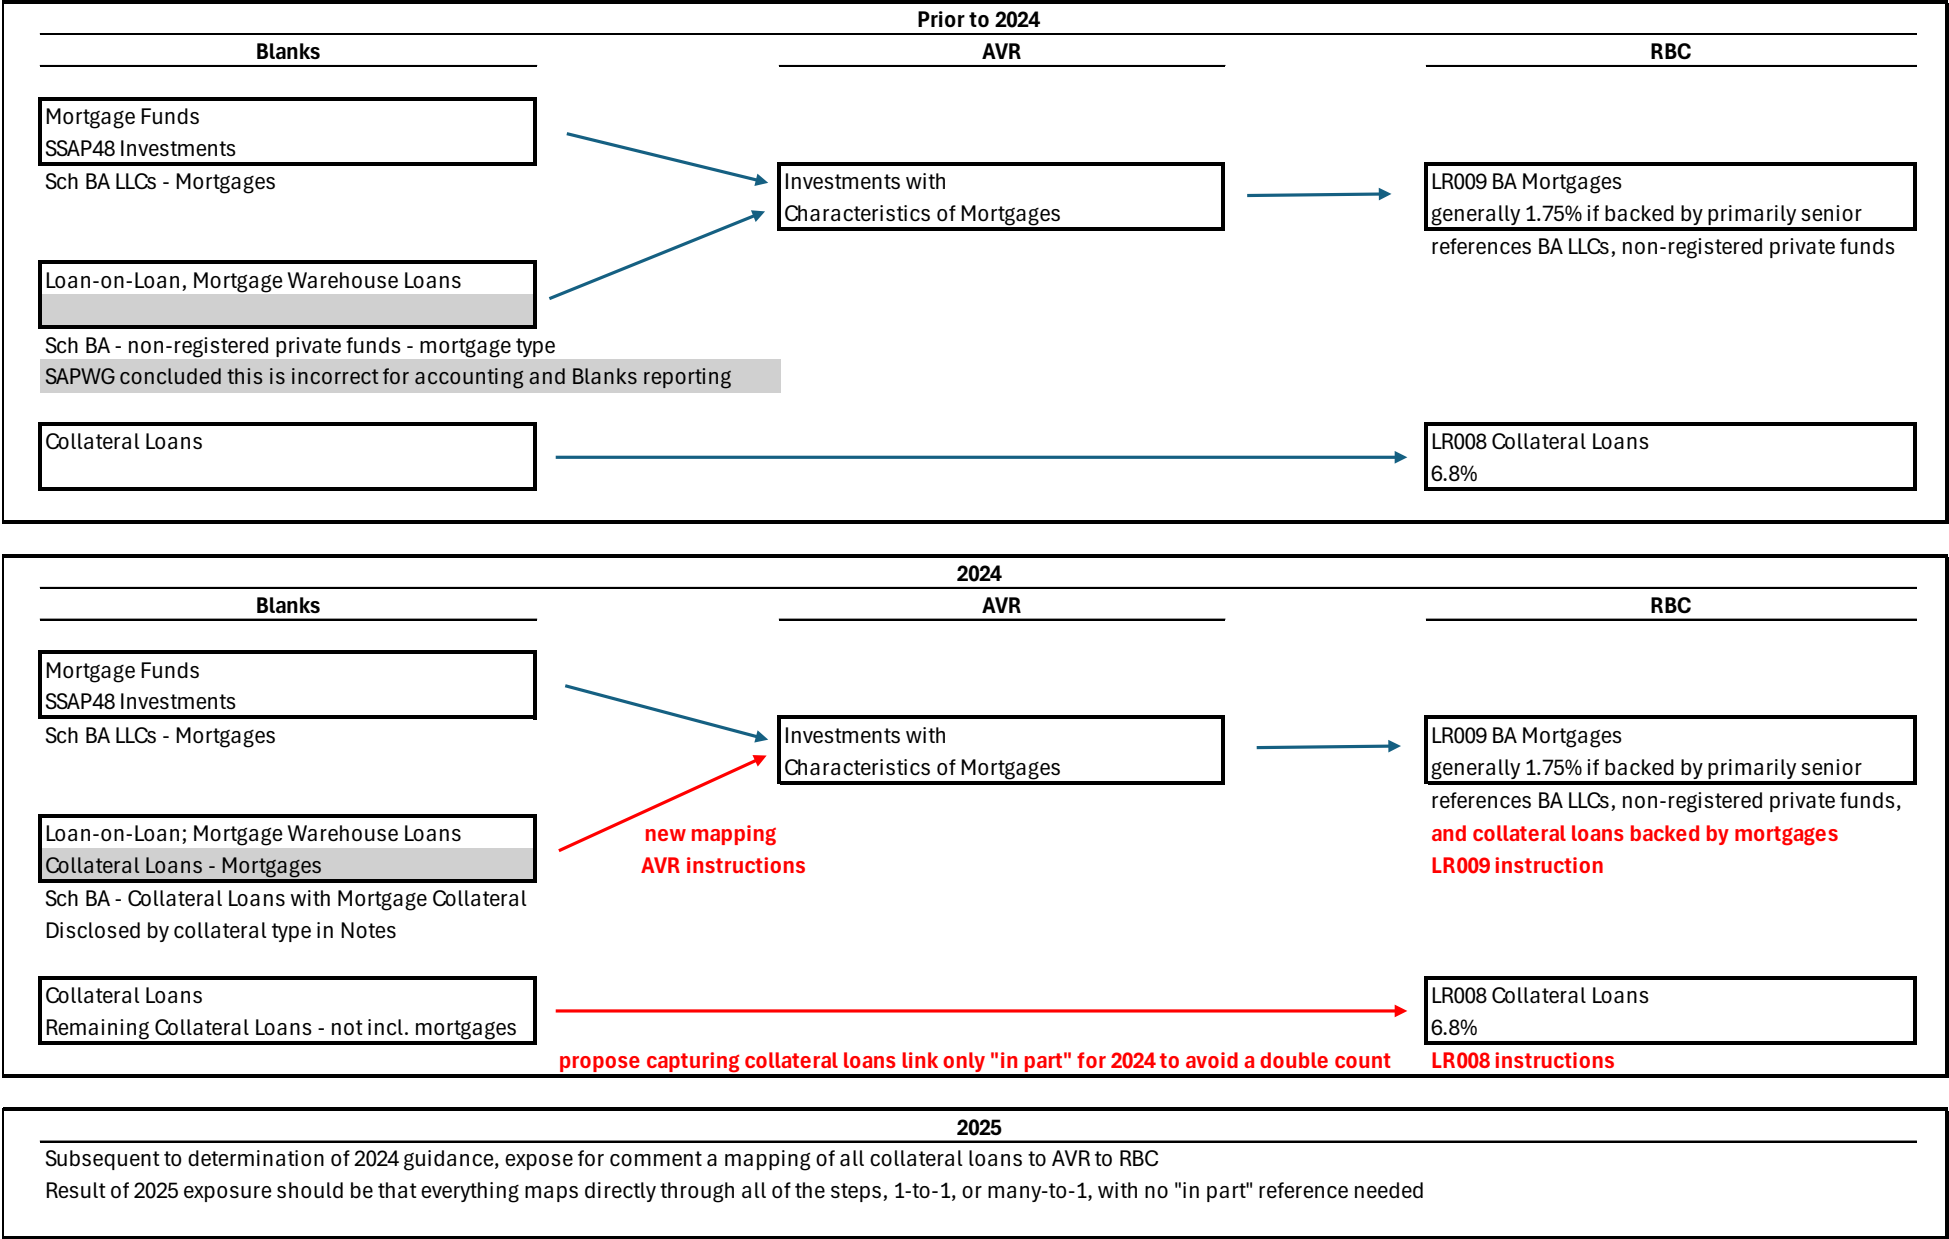 Prior to 2024
Blanks
AVR
RBC
Mortgage Funds
SSAP48 Investments
Sch BA LLCs - Mortgages
Investments with
Characteristics of Mortgages
LR009 BA Mortgages
generally 1.75% if backed by primarily senior
references BA LLCs, non-registered private funds
Loan-on-Loan, Mortgage Warehouse Loans
Sch BA - non-registered private funds - mortgage type
SAPWG concluded this is incorrect for accounting and Blanks reporting
Collateral Loans
LR008 Collateral Loans
6.8%
2024
Blanks
AVR
RBC
Mortgage Funds
SSAP48 Investments
Sch BA LLCs - Mortgages
Investments with
Characteristics of Mortgages
LR009 BA Mortgages
generally 1.75% if backed by primarily senior
references BA LLCs, non-registered private funds,
and collateral loans backed by mortgages
LR009 instruction
Loan-on-Loan; Mortgage Warehouse Loans
Collateral Loans - Mortgages
new mapping
AVR instructions
Sch BA - Collateral Loans with Mortgage Collateral
Disclosed by collateral type in Notes
Collateral Loans
Remaining Collateral Loans - not incl. mortgages
LR008 Collateral Loans
6.8%
propose capturing collateral loans link only "in part" for 2024 to avoid a double count
LR008 instructions
2025
Subsequent to determination of 2024 guidance, expose for comment a mapping of all collateral loans to AVR to RBC
Result of 2025 exposure should be that everything maps directly through all of the steps, 1-to-1, or many-to-1, with no "in part" reference needed